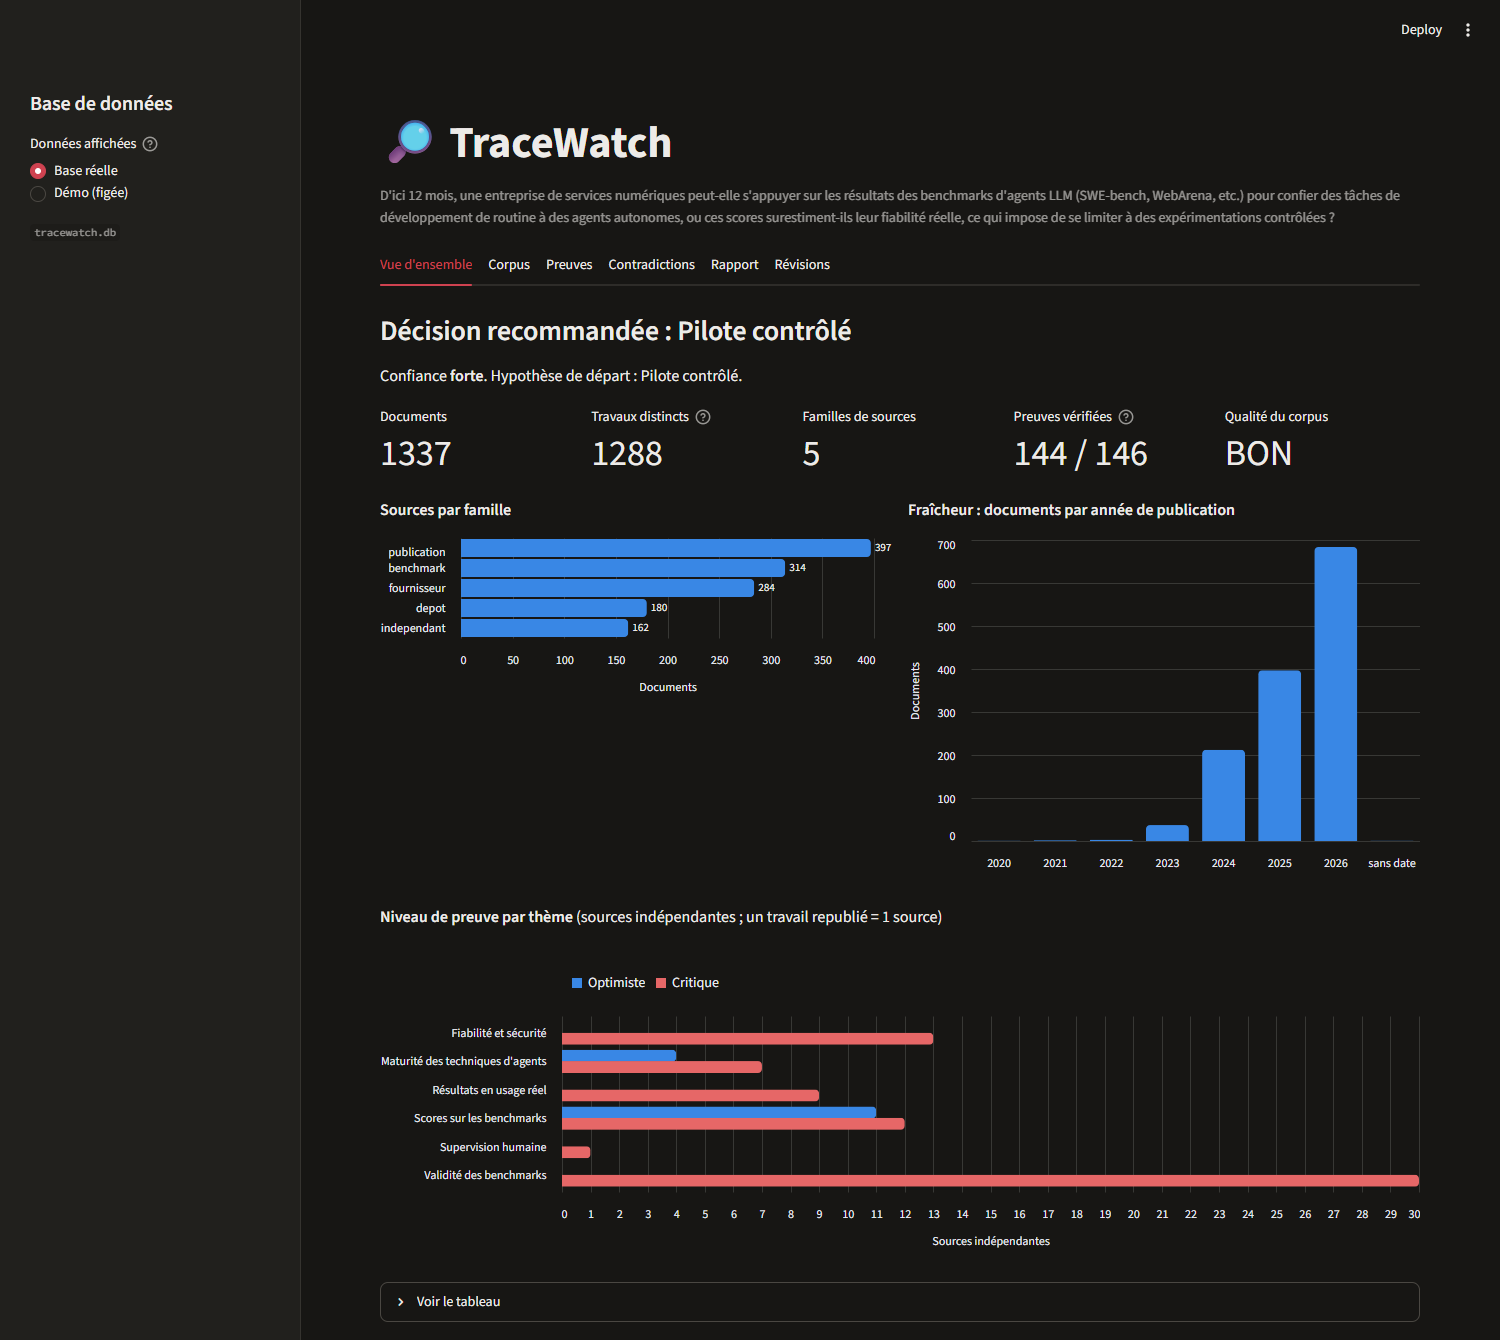 Deploy
Base de données
Données affichées
Base réelle
Démo (figée)
tracewatch.db
TraceWatch
D'ici 12 mois, une entreprise de services numériques peut-elle s'appuyer sur les résultats des benchmarks d'agents LLM (SWE-bench, WebArena, etc.) pour confier des tâches de
développement de routine à des agents autonomes, ou ces scores surestiment-ils leur fiabilité réelle, ce qui impose de se limiter à des expérimentations contrôlées ?
Vue d'ensemble Corpus Preuves Contradictions Rapport Révisions
Décision recommandée : Pilote contrôlé
Confiance forte. Hypothèse de départ : Pilote contrôlé.
Documents Travaux distincts Familles de sources Preuves vérifiées Qualité du corpus
1337 1288 5 144 / 146 BON
Sources par famille
publication 397
benchmark 314
fournisseur 284
depot 180
independant 162
0 50 100 150 200 250 300 350 400
Documents
Fraîcheur : documents par année de publication
700
600
500
400
300
200
100
0
Documents
2020 2021 2022 2023 2024 2025 2026 sans date
Niveau de preuve par thème (sources indépendantes ; un travail republié = 1 source)
Optimiste Critique
Fiabilité et sécurité
Maturité des techniques d'agents
Résultats en usage réel
Scores sur les benchmarks
Supervision humaine
Validité des benchmarks
0 1 2 3 4 5 6 7 8 9 10 11 12 13 14 15 16 17 18 19 20 21 22 23 24 25 26 27 28 29 30
Sources indépendantes
Voir le tableau